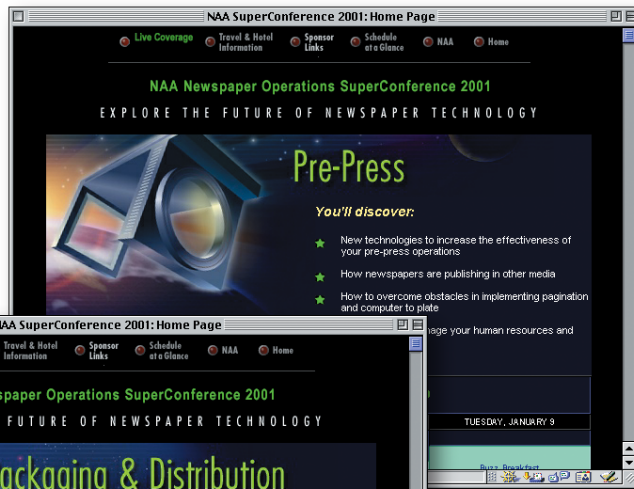 NAA SuperConference 2001: Home Page
Live Coverage
Travel & Hotel
Information
Sponsor
Links
Schedule
at a Glance
NAA
Home
NAA Newspaper Operations SuperConference 2001
EXPLORE THE FUTURE OF NEWSPAPER TECHNOLOGY
Pre-Press
You'll discover:
New technologies to increase the effectiveness of
your pre-press operations
How newspapers are publishing in other media
How to overcome obstacles in implementing pagination
and computer to plate
your human resources and
TUESDAY, JANUARY 9
Buzz Breakfast
NAA SuperConference 2001: Home Page
Travel & Hotel
Information
Sponsor
Links
Schedule
at a Glance
NAA
Home
spaper Operations SuperConference 2001
FUTURE OF NEWSPAPER TECHNOLOGY
ackaging & Distribution